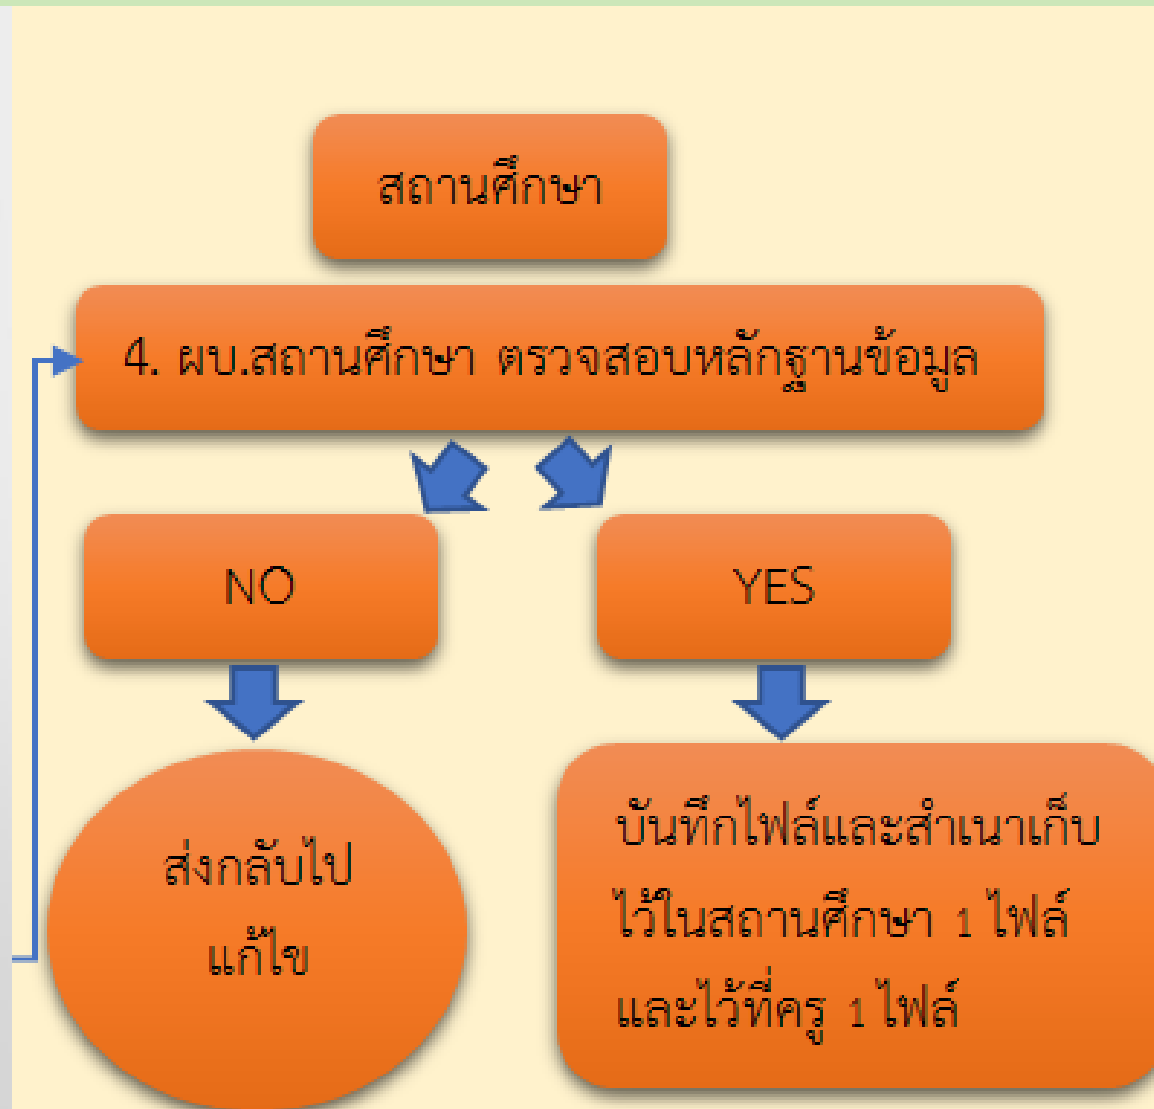 สถานศึกษา
4. ผบ.สถานศึกษา ตรวจสอบหลักฐานข้อมูล
NO
YES
ส่งกลับไป
แก้ไข
บันทึกไฟล์และสำเนาเก็บ
ไว้ในสถานศึกษา 1 ไฟล์
และไว้ที่ครู 1 ไฟล์